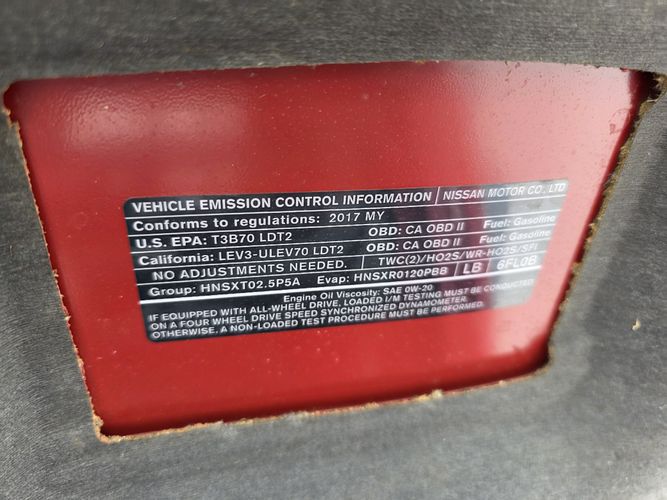 VEHICLE EMISSION CONTROL INFORMATION NISSAN MOTOR CO., LTD
Conforms to regulations: 2017 MY
U.S. EPA: T3B70 LDT2 OBD: CA OBD II Fuel: Gasoline
California: LEV3-ULEV70 LDT2 OBD: CA OBD II Fuel: Gasoline
NO ADJUSTMENTS NEEDED. TWC(2)/HO2S/WR-HO2S/SFI
Group: HNSXT02.5P5A Evap: HNSXR0120PBB LB 6FL0B
Engine Oil Viscosity: SAE 0W-20
IF EQUIPPED WITH ALL-WHEEL DRIVE, LOADED I/M TESTING MUST BE CONDUCTED
ON A FOUR WHEEL DRIVE SPEED SYNCHRONIZED DYNAMOMETER.
OTHERWISE, A NON-LOADED TEST PROCEDURE MUST BE PERFORMED.